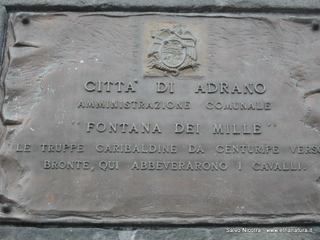 CITTA' DI ADRANO
AMMINISTRAZIONE COMUNALE
"FONTANA DEI MILLE"
LE TRUPPE GARIBALDINE DA CENTURIPE VERSO
BRONTE, QUI ABBEVERARONO I CAVALLI.
Salvo Nicotra - www.etnanatura.it